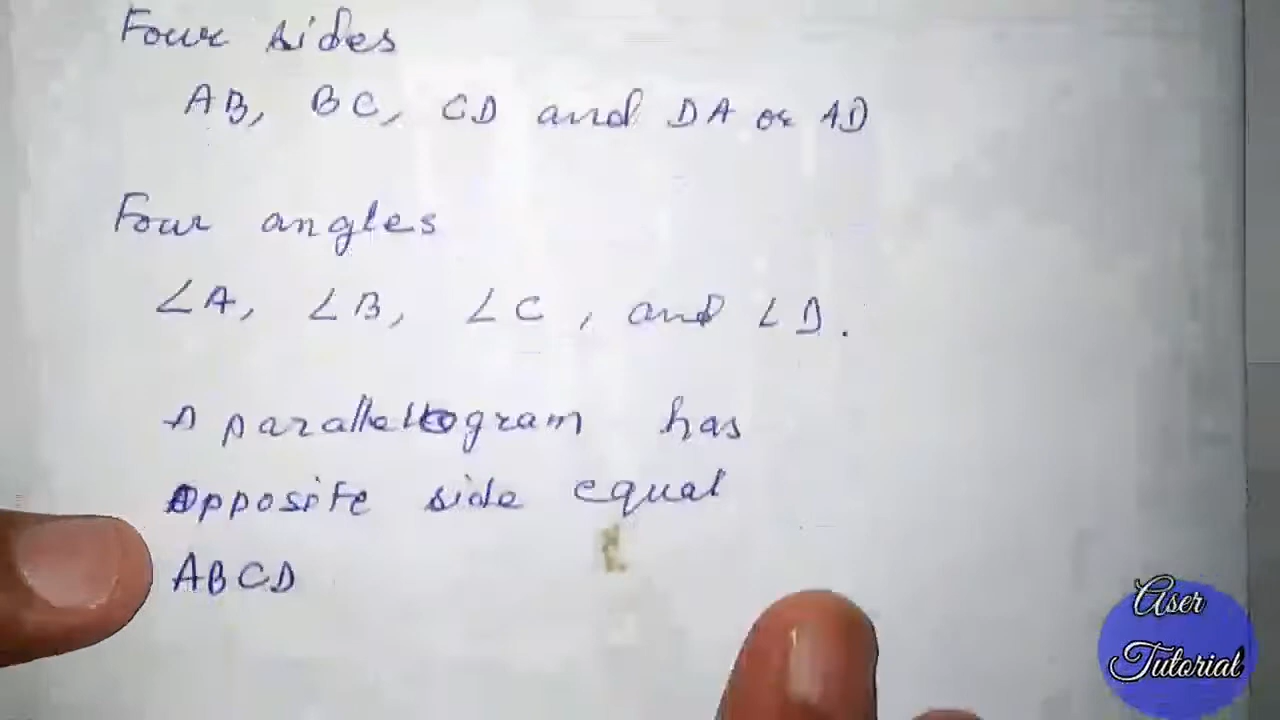 Four sides
AB, BC, CD and DA or AD
Four angles
∠A, ∠B, ∠C, and ∠D.
A parallelogram has
opposite side equal
ABCD
Aser
Tutorial